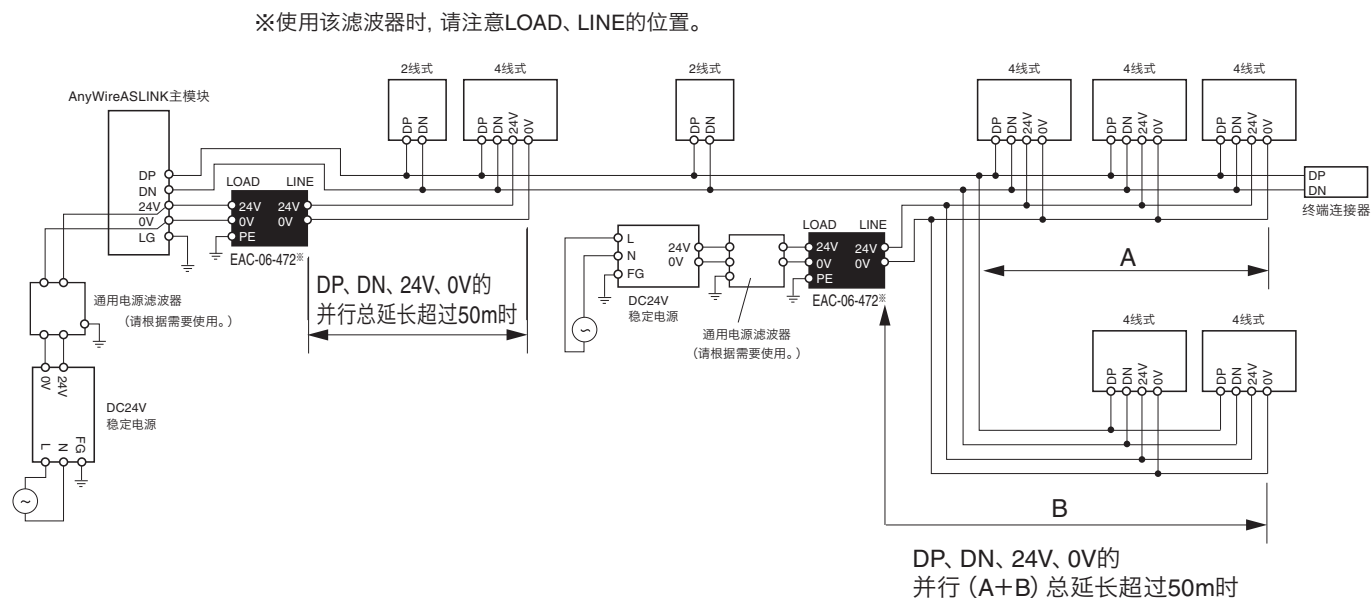 ※使用该滤波器时, 请注意LOAD、LINE的位置。
2线式
4线式
2线式
4线式
4线式
4线式
AnyWireASLINK主模块
DP
DN
DP
DN
24V
0V
DP
DN
DP
DN
24V
0V
DP
DN
24V
0V
DP
DN
24V
0V
DP
DN
24V
0V
LG
LOAD LINE
24V 24V
0V 0V
PE
EAC-06-472※
DP
DN
终端连接器
L
N
FG
24V
0V
DC24V
稳定电源
LOAD LINE
24V 24V
0V 0V
PE
EAC-06-472※
A
通用电源滤波器
(请根据需要使用。)
DP、DN、24V、0V的
并行总延长超过50m时
~
通用电源滤波器
(请根据需要使用。)
4线式
4线式
DP
DN
24V
0V
DP
DN
24V
0V
0V
24V
DC24V
稳定电源
L
N
FG
~
B
DP、DN、24V、0V的
并行 (A+B) 总延长超过50m时